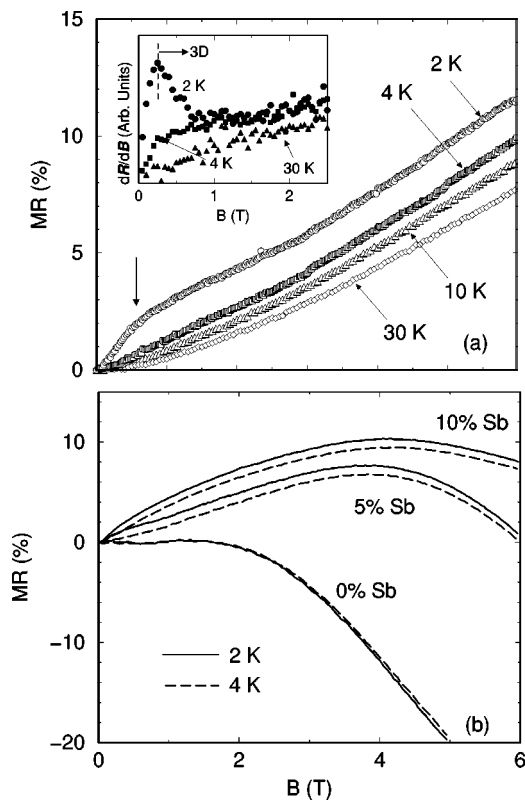 15
10
5
0
MR (%)
dR/dB (Arb. Units)
3D
2 K
4 K
30 K
0 1 2
B (T)
2 K
4 K
10 K
30 K
(a)
10
0
−10
−20
MR (%)
10% Sb
5% Sb
0% Sb
2 K
4 K
(b)
0 2 4 6
B (T)